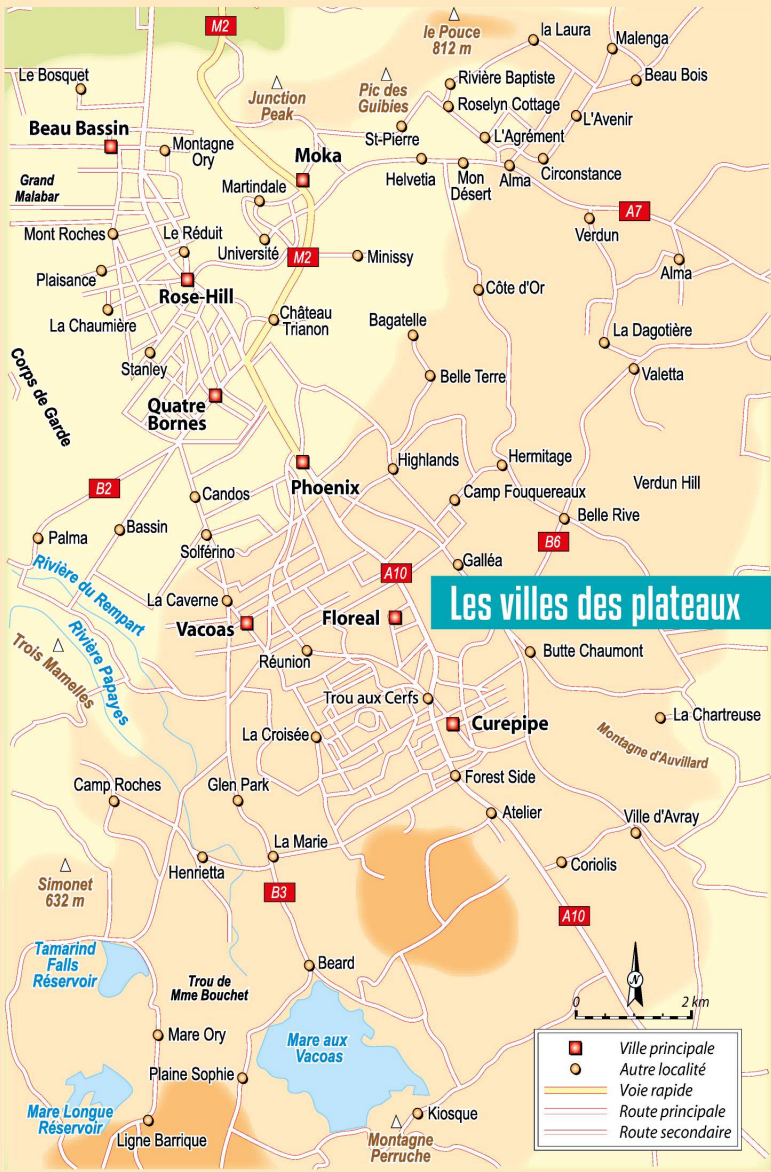 M2
le Pouce
812 m
la Laura
Malenga
Le Bosquet
Junction
Peak
Pic des
Guibies
Rivière Baptiste
Beau Bois
Roselyn Cottage
L'Avenir
Beau Bassin
Montagne
Ory
St-Pierre
L'Agrément
Moka
Grand
Malabar
Martindale
Helvetia
Mon
Désert
Alma
Circonstance
A7
Mont Roches
Le Réduit
Université
M2
Minissy
Verdun
Alma
Plaisance
Rose-Hill
Côte d'Or
La Chaumière
Château
Trianon
Bagatelle
La Dagotière
Corps de Garde
Stanley
Belle Terre
Valetta
Quatre
Bornes
Highlands
Hermitage
B2
Phoenix
Verdun Hill
Candos
Camp Fouquereaux
Palma
Bassin
Belle Rive
Solférino
B6
Galléa
Rivière du Rempart
A10
Les villes des plateaux
La Caverne
Vacoas
Floreal
Trois Mamelles
Rivière Papayes
Réunion
Butte Chaumont
Trou aux Cerfs
La Croisée
Curepipe
La Chartreuse
Montagne d'Auvillard
Camp Roches
Glen Park
Forest Side
Atelier
Ville d'Avray
La Marie
Henrietta
Coriolis
Simonet
632 m
B3
A10
Tamarind
Falls
Réservoir
Trou de
Mme Bouchet
Beard
N
0 2 km
Mare Ory
Mare aux
Vacoas
Plaine Sophie
Mare Longue
Réservoir
Ligne Barrique
Kiosque
Montagne
Perruche
Ville principale
Autre localité
Voie rapide
Route principale
Route secondaire